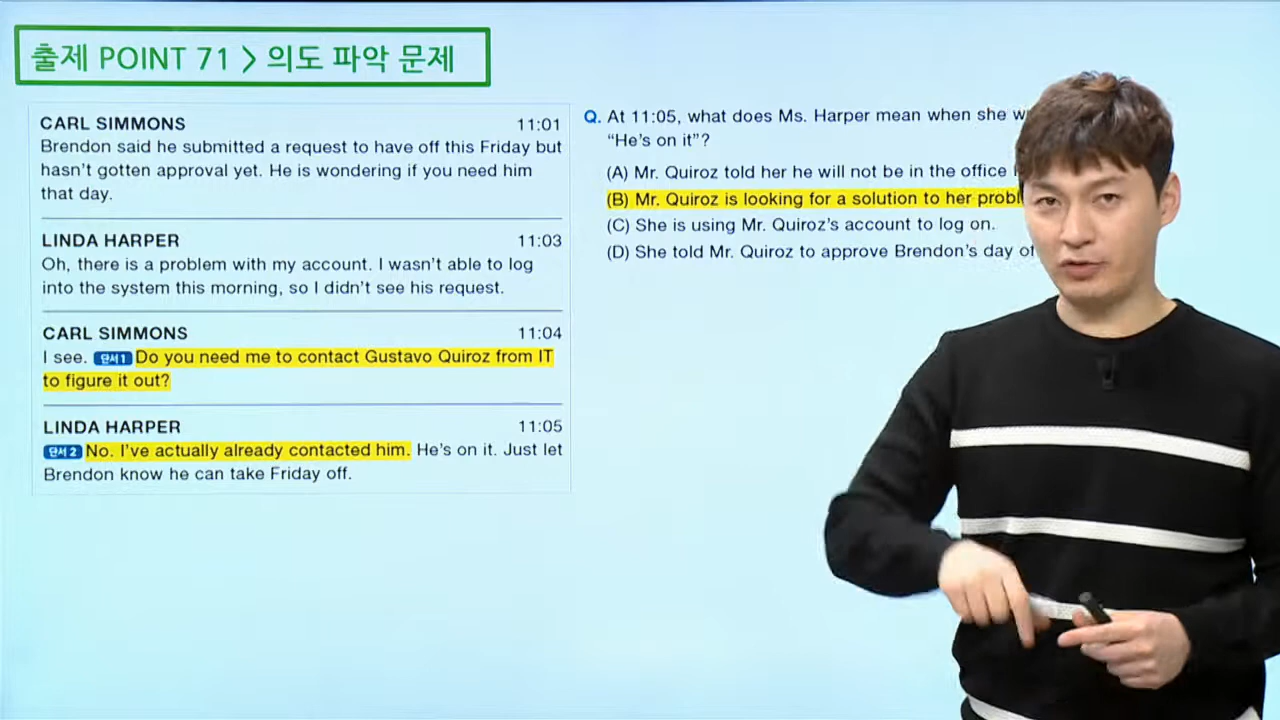 출제 POINT 71 > 의도 파악 문제
CARL SIMMONS 11:01
Brendon said he submitted a request to have off this Friday but
hasn't gotten approval yet. He is wondering if you need him
that day.
LINDA HARPER 11:03
Oh, there is a problem with my account. I wasn't able to log
into the system this morning, so I didn't see his request.
CARL SIMMONS 11:04
I see. 단서1 Do you need me to contact Gustavo Quiroz from IT
to figure it out?
LINDA HARPER 11:05
단서2 No. I've actually already contacted him. He's on it. Just let
Brendon know he can take Friday off.
Q. At 11:05, what does Ms. Harper mean when she
"He's on it"?
(A) Mr. Quiroz told her he will not be in the office
(B) Mr. Quiroz is looking for a solution to her
(C) She is using Mr. Quiroz's account to log on.
(D) She told Mr. Quiroz to approve Brendon's day